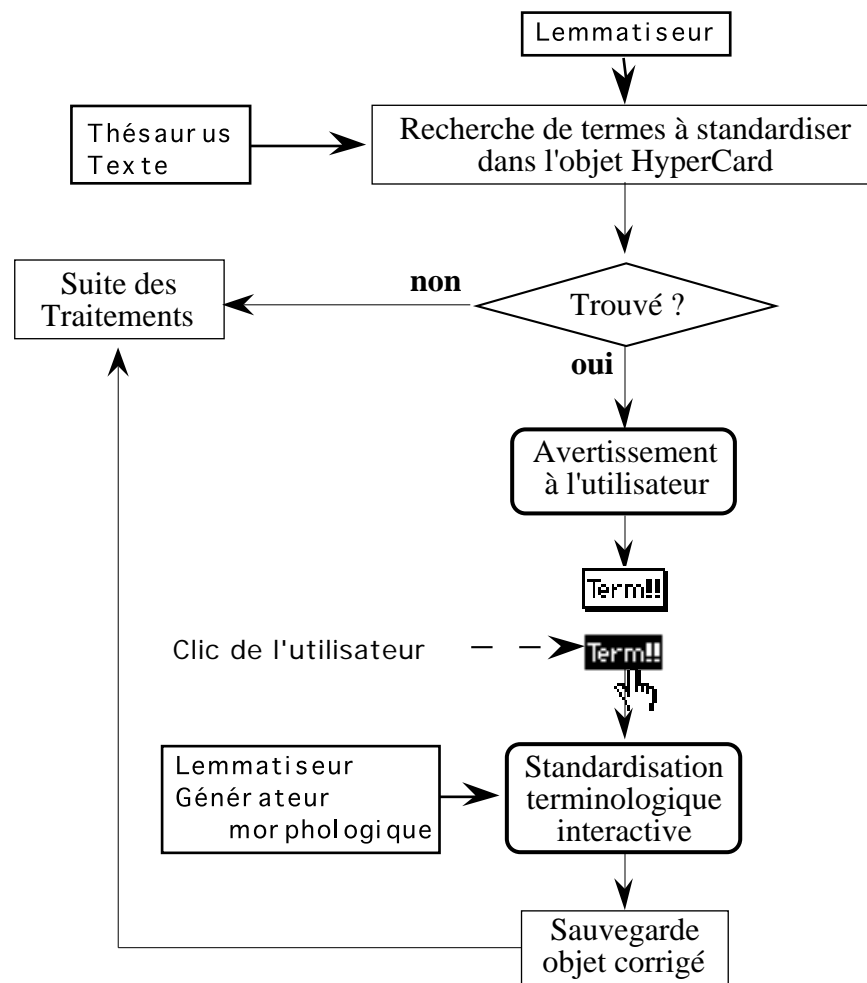 Lemmatiseur
Thésaurus
Texte
Recherche de termes à standardiser
dans l'objet HyperCard
Suite des
Traitements
non
Trouvé ?
oui
Avertissement
à l'utilisateur
Term!!
Clic de l'utilisateur
Term!!
Lemmatiseur
Générateur
morphologique
Standardisation
terminologique
interactive
Sauvegarde
objet corrigé